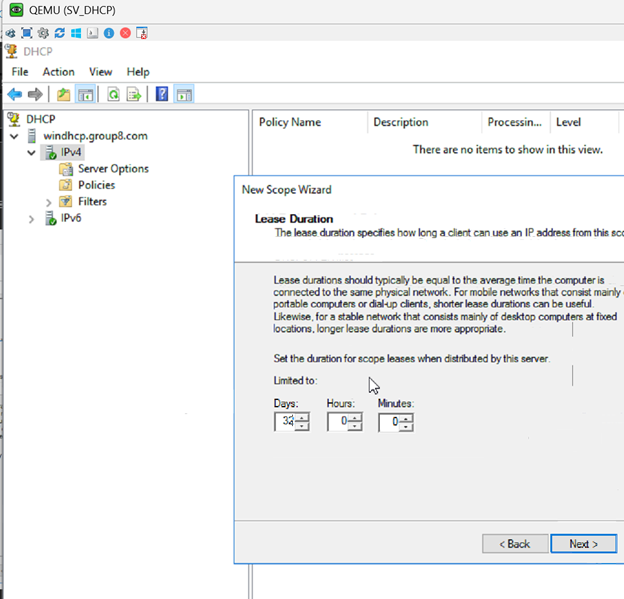 QEMU (SV_DHCP)
DHCP
File Action View Help
DHCP
windhcp.group8.com
IPv4
Server Options
Policies
Filters
IPv6
Policy Name Description Processin... Level
There are no items to show in this view.
New Scope Wizard
Lease Duration
The lease duration specifies how long a client can use an IP address from this sco
Lease durations should typically be equal to the average time the computer is
connected to the same physical network. For mobile networks that consist mainly
portable computers or dial-up clients, shorter lease durations can be useful.
Likewise, for a stable network that consists mainly of desktop computers at fixed
locations, longer lease durations are more appropriate.
Set the duration for scope leases when distributed by this server.
Limited to:
Days: Hours: Minutes:
32 0 0
< Back Next >